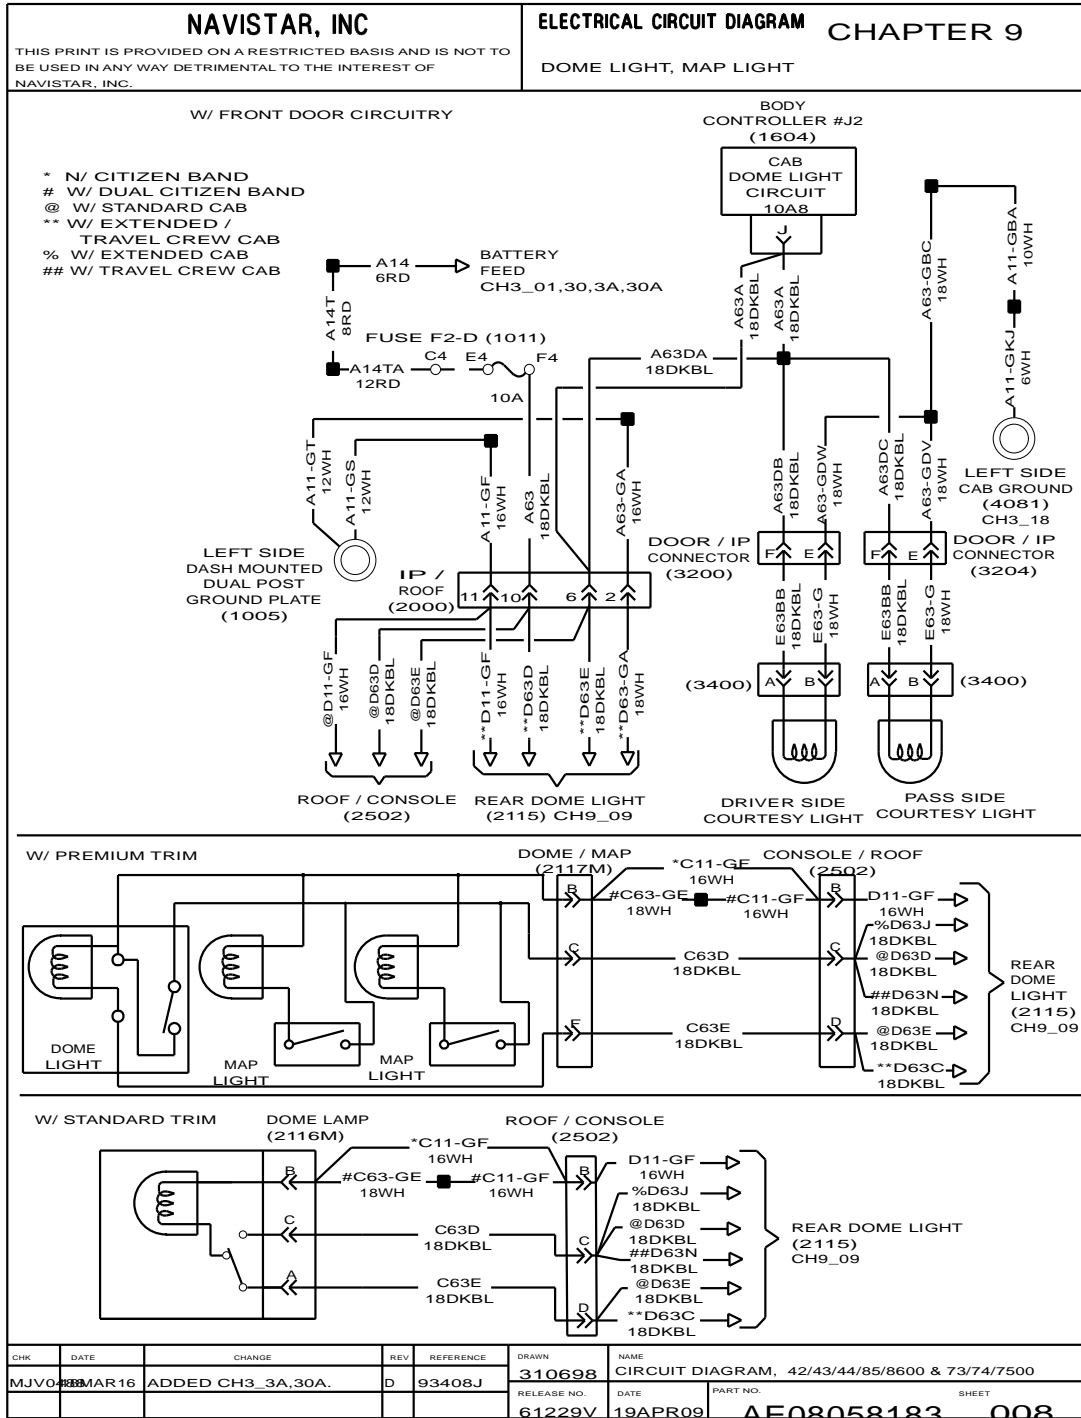 NAVISTAR, INC
THIS PRINT IS PROVIDED ON A RESTRICTED BASIS AND IS NOT TO
BE USED IN ANY WAY DETRIMENTAL TO THE INTEREST OF
NAVISTAR, INC.
ELECTRICAL CIRCUIT DIAGRAM
CHAPTER 9
DOME LIGHT, MAP LIGHT
W/ FRONT DOOR CIRCUITRY
* N/ CITIZEN BAND
# W/ DUAL CITIZEN BAND
@ W/ STANDARD CAB
** W/ EXTENDED /
TRAVEL CREW CAB
% W/ EXTENDED CAB
## W/ TRAVEL CREW CAB
BODY
CONTROLLER #J2
(1604)
CAB
DOME LIGHT
CIRCUIT
10A8
J
A14
6RD
BATTERY
FEED
CH3_01,30,3A,30A
A14T
8RD
FUSE F2-D (1011)
A14TA
12RD
C4
E4
F4
10A
A63A
18DKBL
A63A
18DKBL
A63DA
18DKBL
A63-GBC
18WH
A11-GBA
10WH
A11-GKJ
6WH
LEFT SIDE
CAB GROUND
(4081)
CH3_18
A11-GT
12WH
A11-GS
12WH
A11-GF
16WH
A63
18DKBL
A63-GA
16WH
A63DB
18DKBL
A63-GDW
18WH
A63DC
18DKBL
A63-GDV
18WH
LEFT SIDE
DASH MOUNTED
DUAL POST
GROUND PLATE
(1005)
IP /
ROOF
(2000)
11
10
6
2
DOOR / IP
CONNECTOR
(3200)
F
E
F
E
DOOR / IP
CONNECTOR
(3204)
E63BB
18DKBL
E63-G
18WH
E63BB
18DKBL
E63-G
18WH
@D11-GF
16WH
@D63D
18DKBL
@D63E
18DKBL
**D11-GF
16WH
**D63D
18DKBL
**D63E
18DKBL
**D63-GA
18WH
(3400)
A
B
A
B
(3400)
ROOF / CONSOLE
(2502)
REAR DOME LIGHT
(2115) CH9_09
DRIVER SIDE
COURTESY LIGHT
PASS SIDE
COURTESY LIGHT
W/ PREMIUM TRIM
DOME / MAP
(2117M)
CONSOLE / ROOF
(2502)
*C11-GF
16WH
B
#C63-GE
18WH
#C11-GF
16WH
B
D11-GF
16WH
%D63J
18DKBL
C
C63D
18DKBL
C
@D63D
18DKBL
##D63N
18DKBL
F
C63E
18DKBL
D
@D63E
18DKBL
**D63C
18DKBL
REAR
DOME
LIGHT
(2115)
CH9_09
DOME
LIGHT
MAP
LIGHT
MAP
LIGHT
W/ STANDARD TRIM
DOME LAMP
(2116M)
ROOF / CONSOLE
(2502)
*C11-GF
16WH
B
#C63-GE
18WH
#C11-GF
16WH
B
D11-GF
16WH
%D63J
18DKBL
C
C63D
18DKBL
C
@D63D
18DKBL
##D63N
18DKBL
A
C63E
18DKBL
D
@D63E
18DKBL
**D63C
18DKBL
REAR DOME LIGHT
(2115)
CH9_09
CHK
DATE
CHANGE
REV
REFERENCE
ADDED CH3_3A,30A.
D
93408J
DRAWN
310698
NAME
CIRCUIT DIAGRAM, 42/43/44/85/8600 & 73/74/7500
RELEASE NO.
61229V
DATE
19APR09
PART NO.
AE08058183
SHEET
008